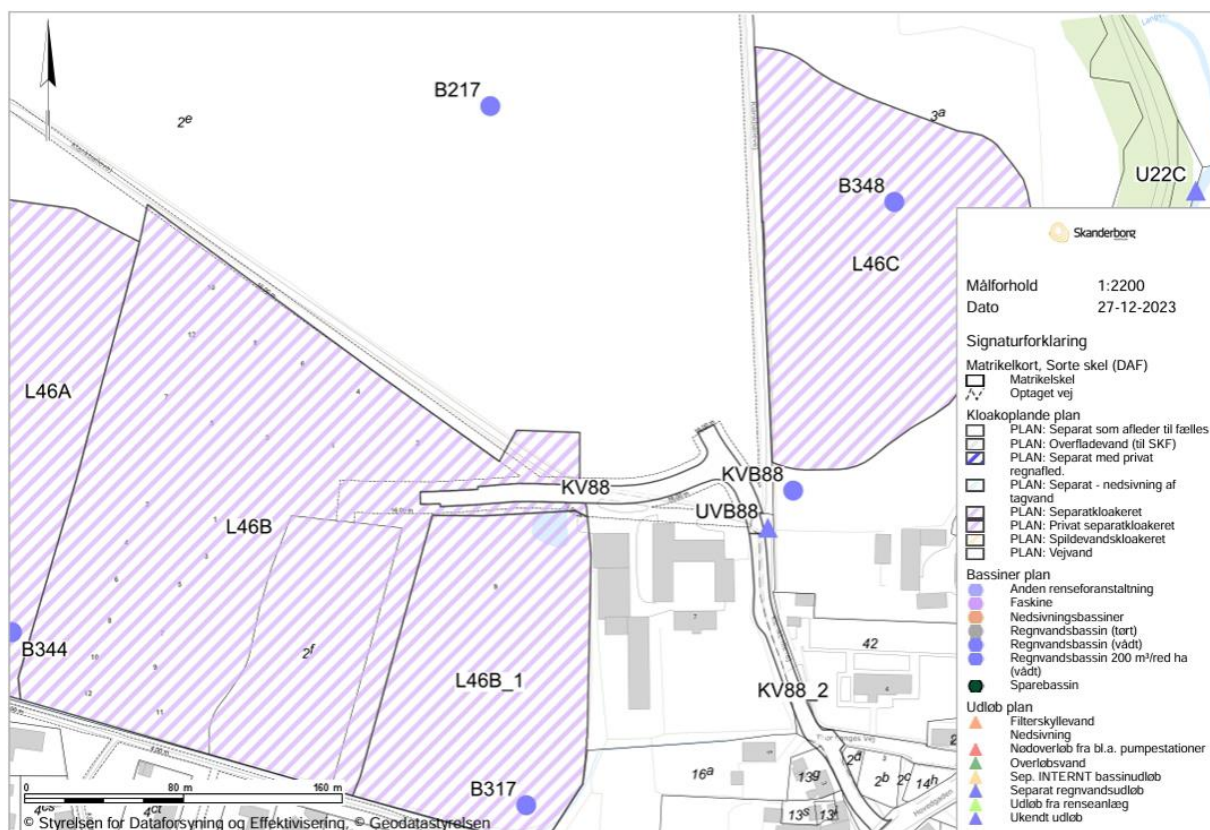 B217
2e
3a
B348
U22C
L46C
L46A
KV88
KVB88
UVB88
L46B
2f
L46B_1
B344
KV88_2
42
16a
13g
2d
2b
2c
14h
13s
B317
0 80 m 160 m
© Styrelsen for Dataforsyning og Effektivisering, © Geodatastyrelsen
Skanderborg
Målforhold 1:2200
Dato 27-12-2023
Signaturforklaring
Matrikelkort, Sorte skel (DAF)
Matrikelskel
Optaget vej
Kloakoplande plan
PLAN: Separat som afleder til fælles
PLAN: Overfladevand (til SKF)
PLAN: Separat med privat
regnafled.
PLAN: Separat - nedsivning af
tagvand
PLAN: Separatkloakeret
PLAN: Privat separatkloakeret
PLAN: Spildevandskloakeret
PLAN: Vejvand
Bassiner plan
Anden renseforanstaltning
Faskine
Nedsivningsbassiner
Regnvandsbassin (tørt)
Regnvandsbassin (vådt)
Regnvandsbassin 200 m³/red ha
(vådt)
Sparebassin
Udløb plan
Filterskyllevand
Nedsivning
Nødoverløb fra bl.a. pumpestationer
Overløbsvand
Sep. INTERNT bassinudløb
Separat regnvandsudløb
Udløb fra renseanlæg
Ukendt udløb